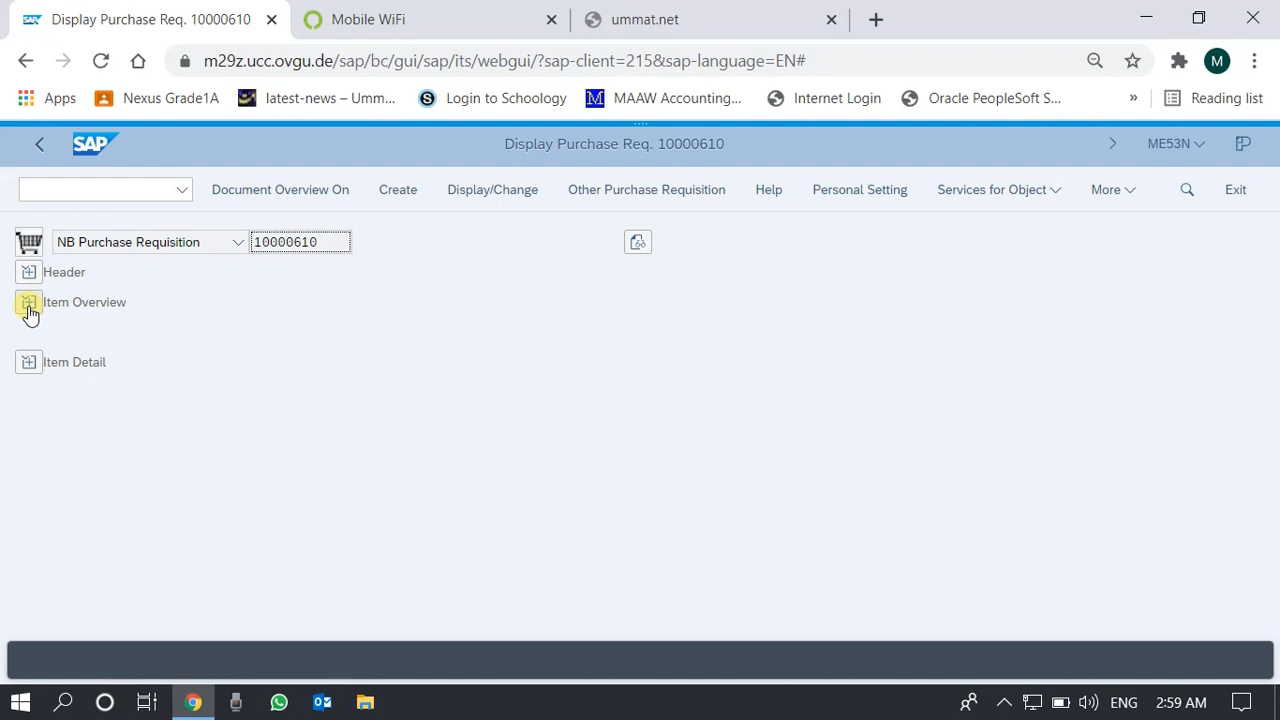 Display Purchase Req. 10000610
Mobile WiFi
ummat.net
m29z.ucc.ovgu.de/sap/bc/gui/sap/its/webgui/?sap-client=215&sap-language=EN#
M
Apps
Nexus Grade1A
latest-news – Umm...
Login to Schoology
MAAW Accounting...
Internet Login
Oracle PeopleSoft S...
»
Reading list
SAP
Display Purchase Req. 10000610
ME53N
Document Overview On
Create
Display/Change
Other Purchase Requisition
Help
Personal Setting
Services for Object
More
Exit
NB Purchase Requisition
10000610
Header
Item Overview
Item Detail
ENG
2:59 AM